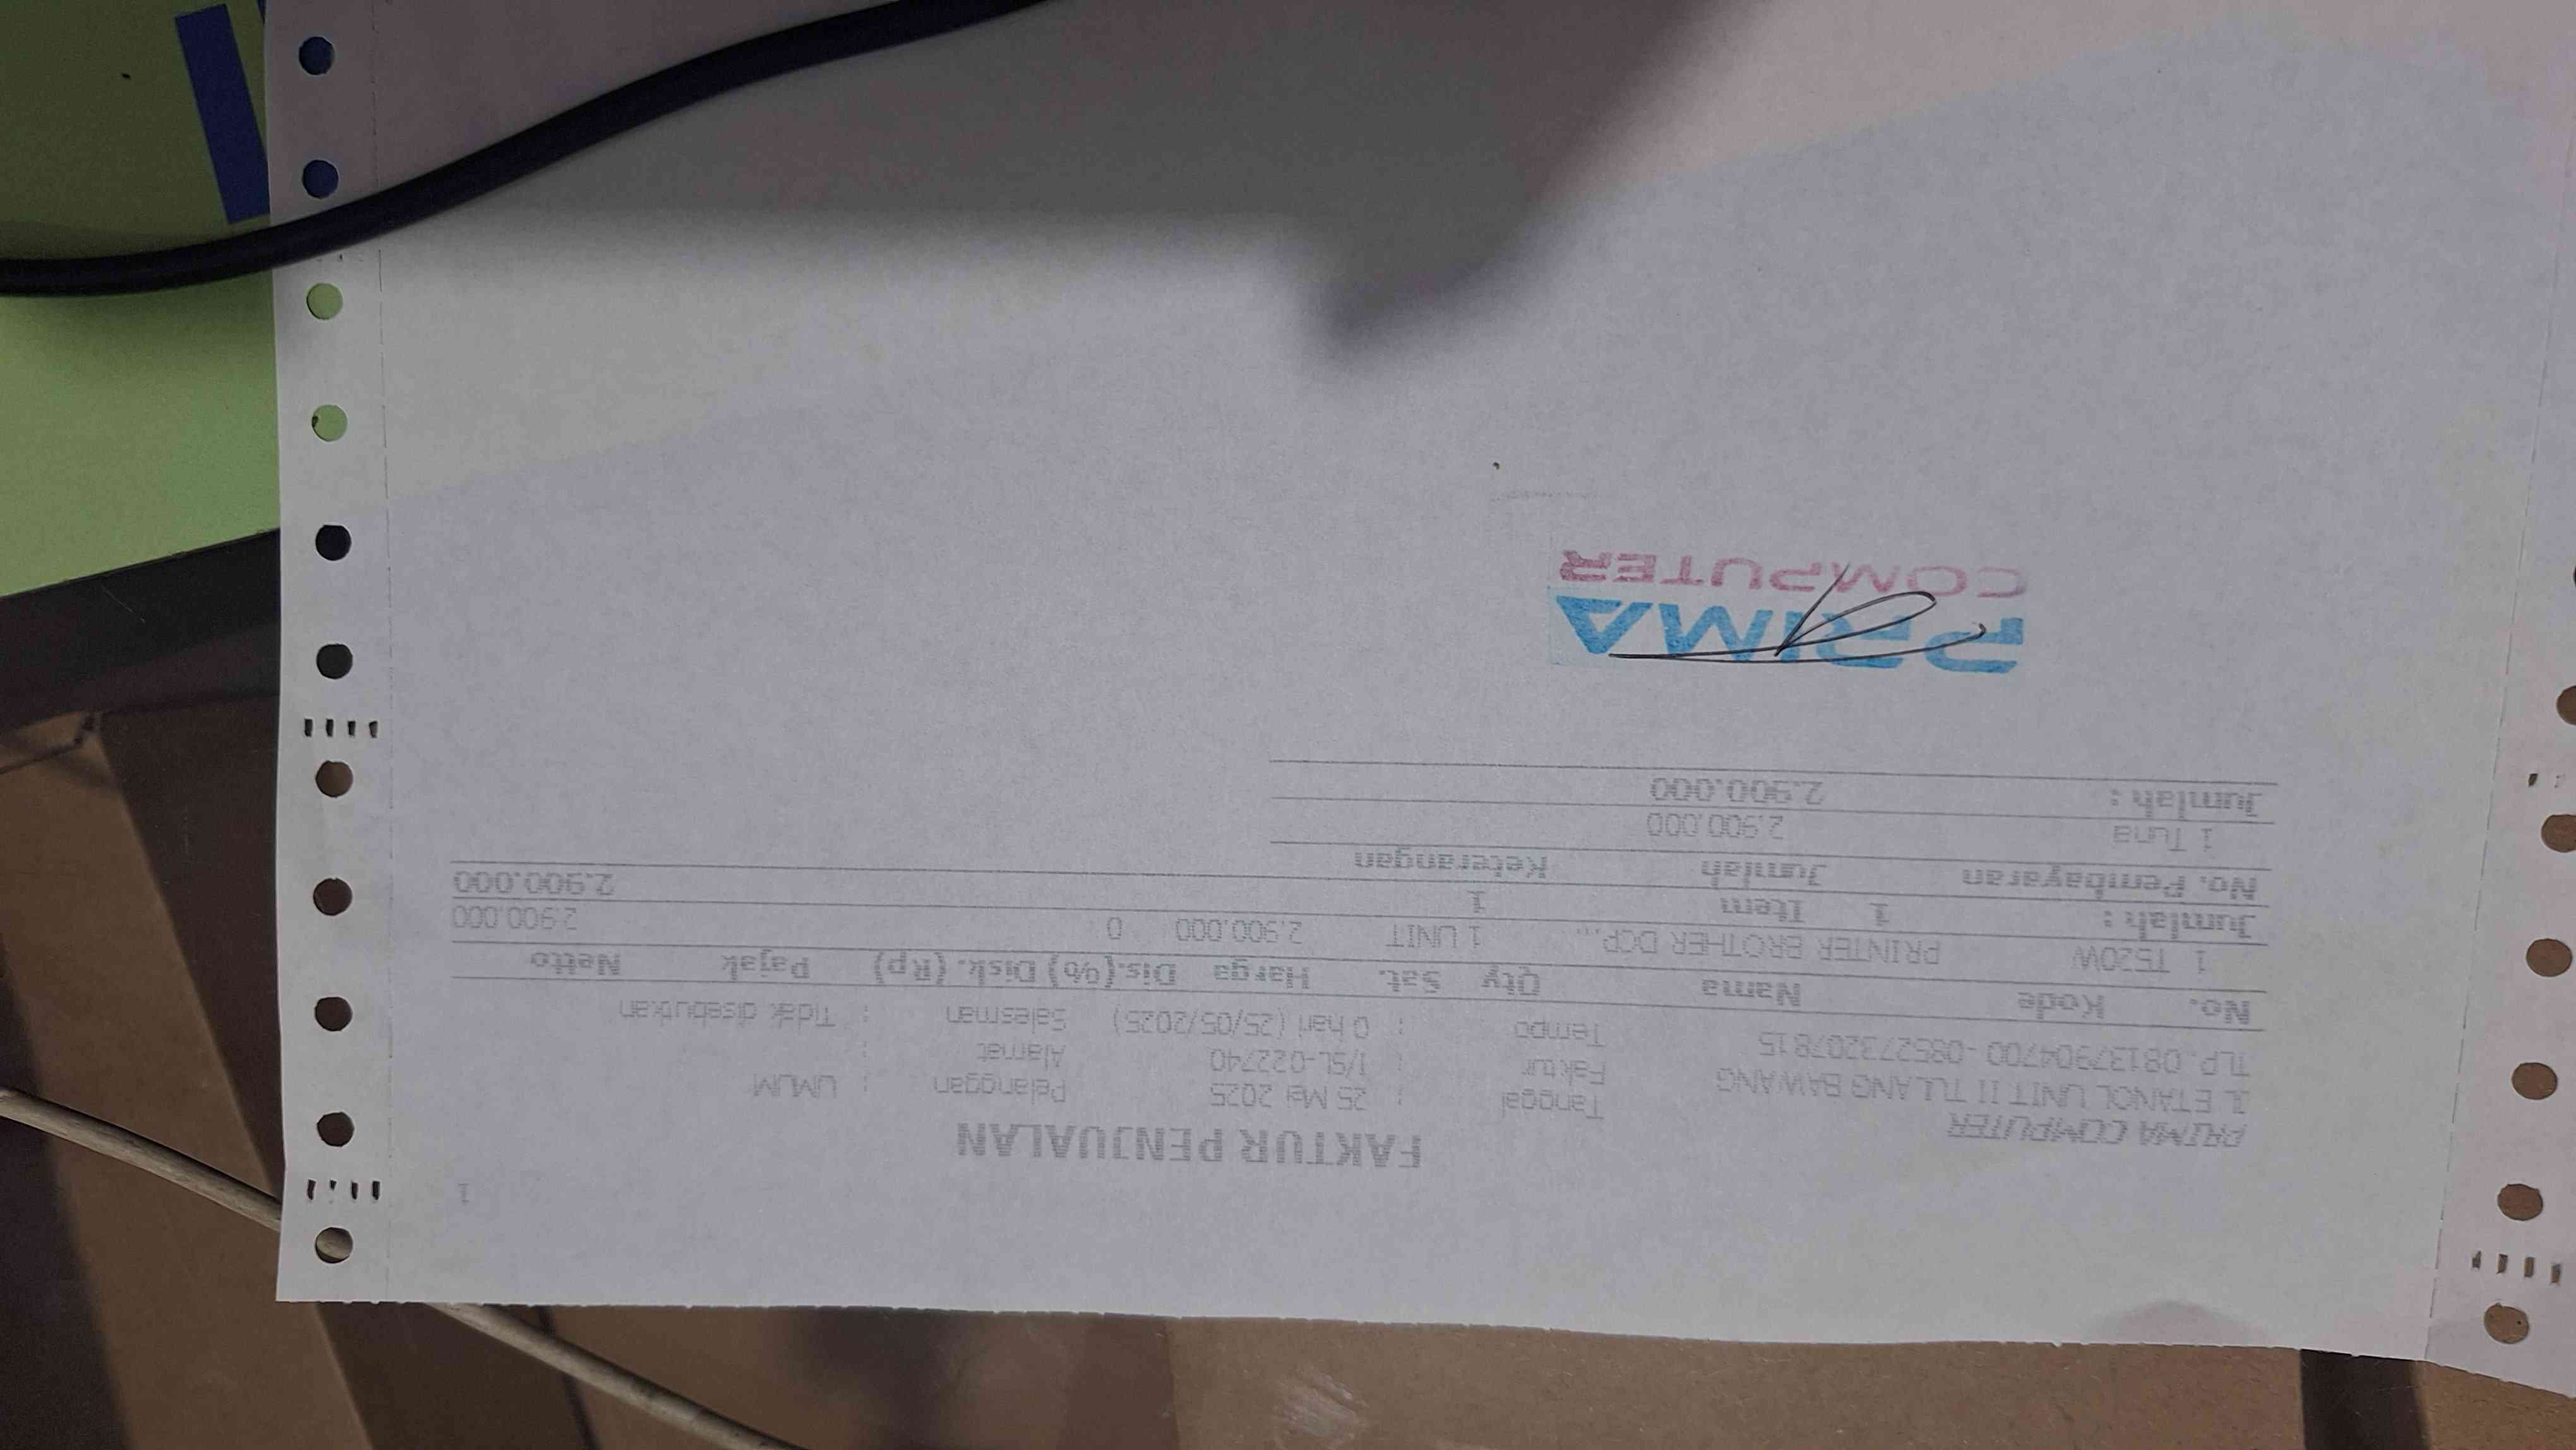 1
FAKTUR PENJUALAN
PRIMA COMPUTER
JL ETANOL UNIT II TULANG BAWANG
TLP. 08137904700 - 085273207815
Tanggal : 25 Mei 2025 Pelanggan : UMUM
Faktur : 1/SL-022740 Alamat :
Tempo : 0 hari (25/05/2025) Salesman : Tidak disebutkan
No. Kode Nama Qty Sat. Harga Dis.(%) Disk. (Rp) Pajak Netto
1 T520W PRINTER BROTHER DCP... 1 UNIT 2.900.000 0 2.900.000
Jumlah : 1 Item 1 2.900.000
No. Pembayaran Jumlah Keterangan
1 Tuna 2.900.000
Jumlah : 2.900.000
PRIMA
COMPUTER